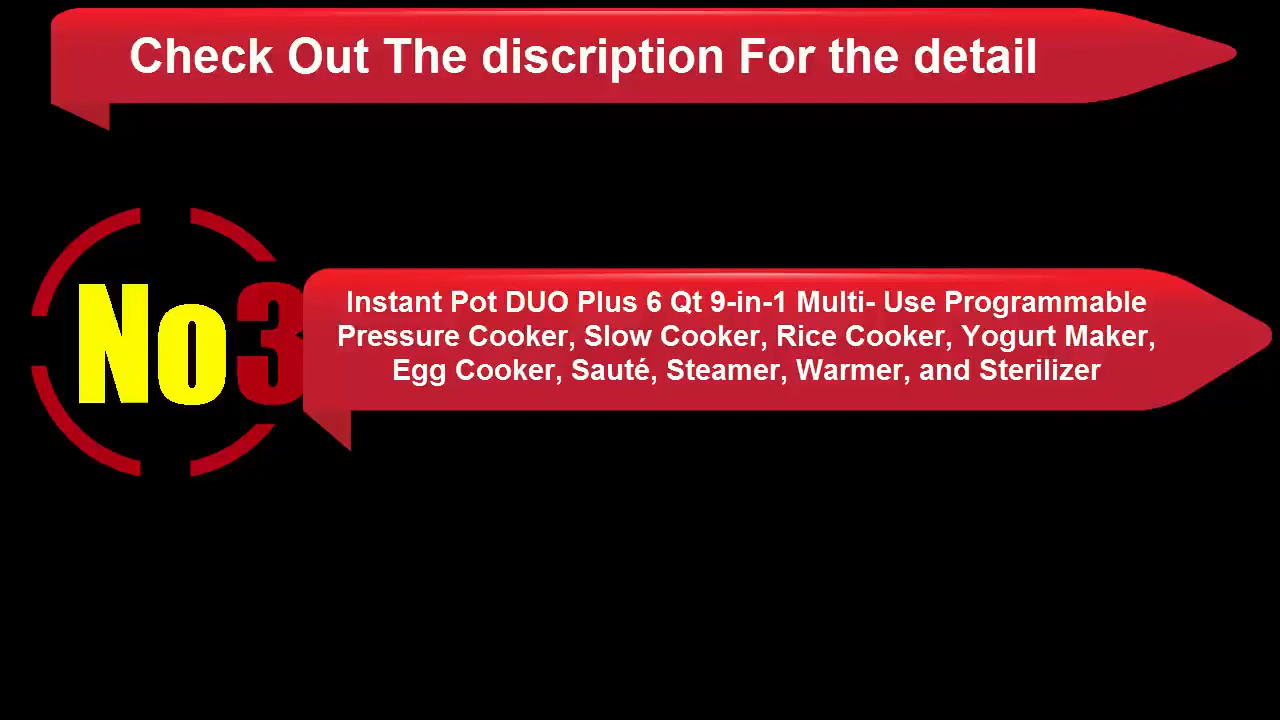 Check Out The discription For the detail
No3
Instant Pot DUO Plus 6 Qt 9-in-1 Multi- Use Programmable
Pressure Cooker, Slow Cooker, Rice Cooker, Yogurt Maker,
Egg Cooker, Sauté, Steamer, Warmer, and Sterilizer